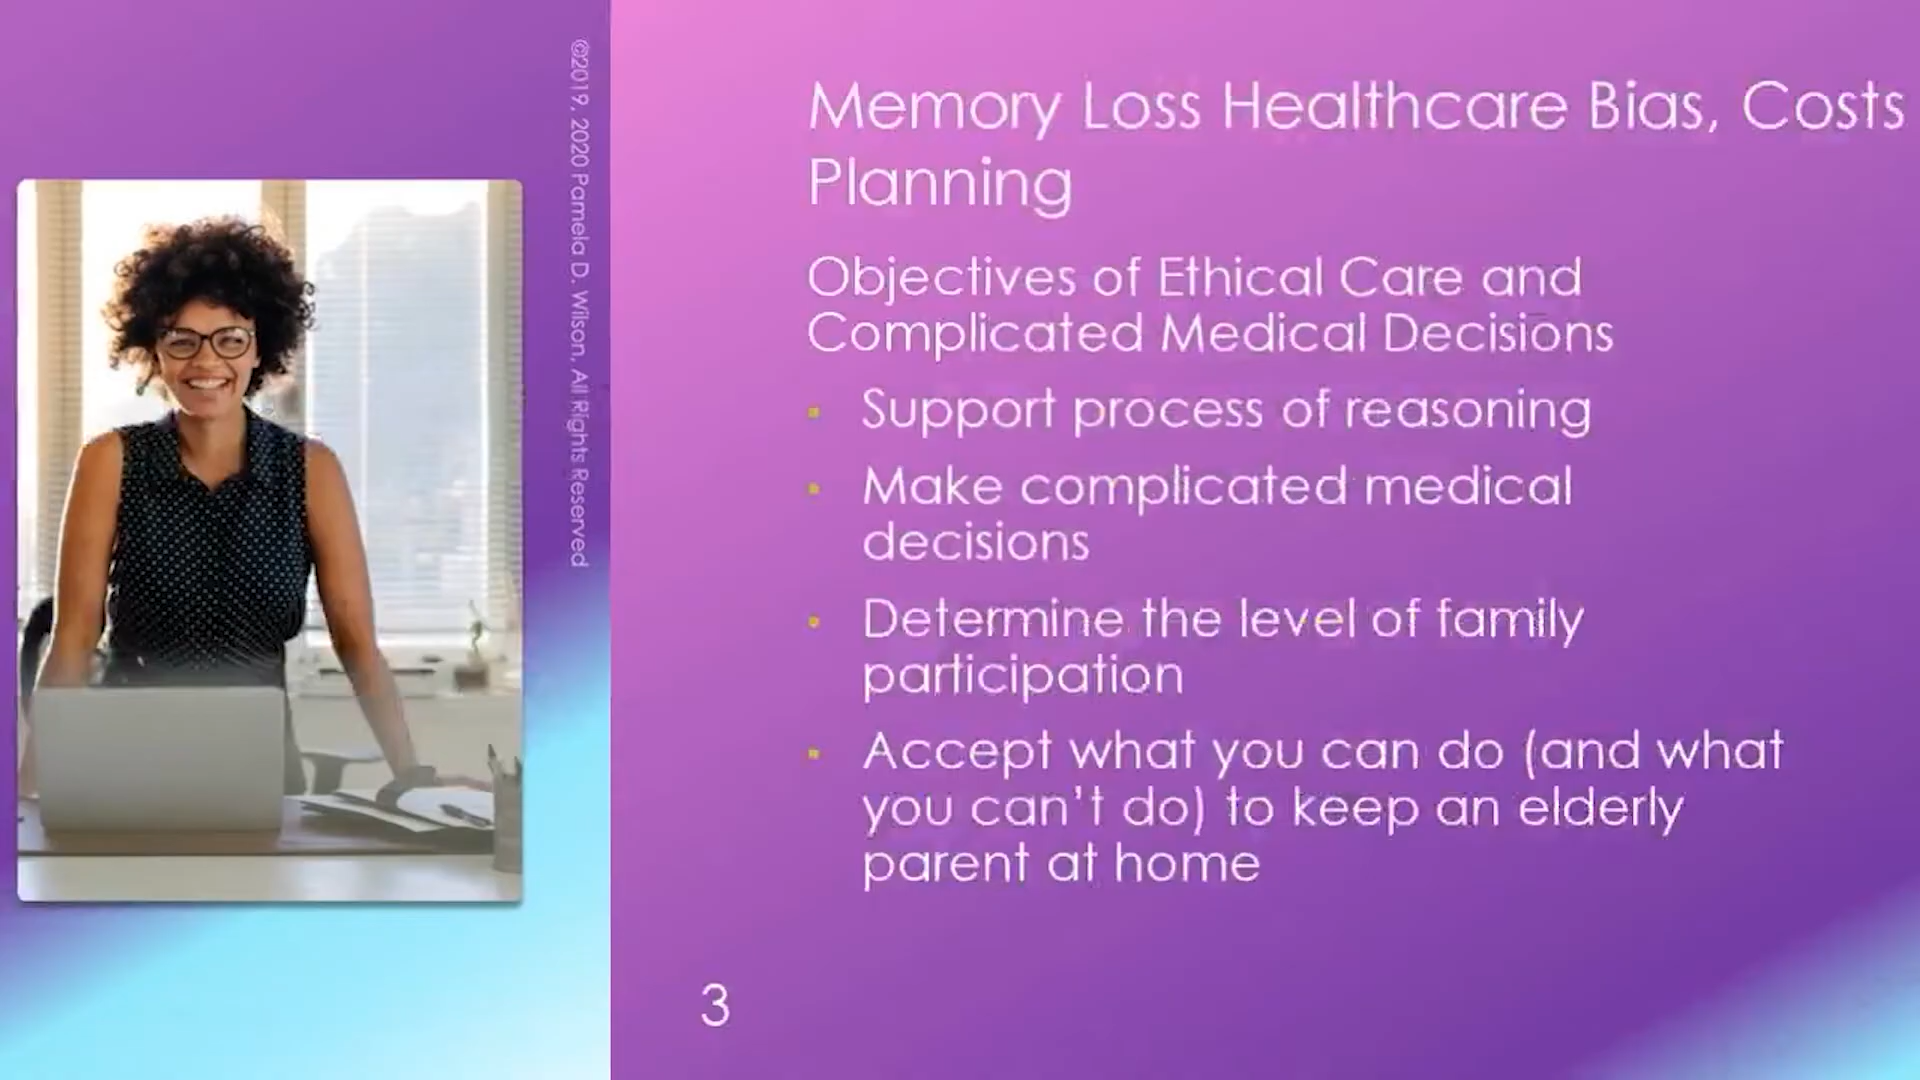 ©2019, 2020 Pamela D. Wilson, All Rights Reserved
Memory Loss Healthcare Bias, Costs
Planning
Objectives of Ethical Care and
Complicated Medical Decisions
▪ Support process of reasoning
▪ Make complicated medical
decisions
▪ Determine the level of family
participation
▪ Accept what you can do (and what
you can't do) to keep an elderly
parent at home
3